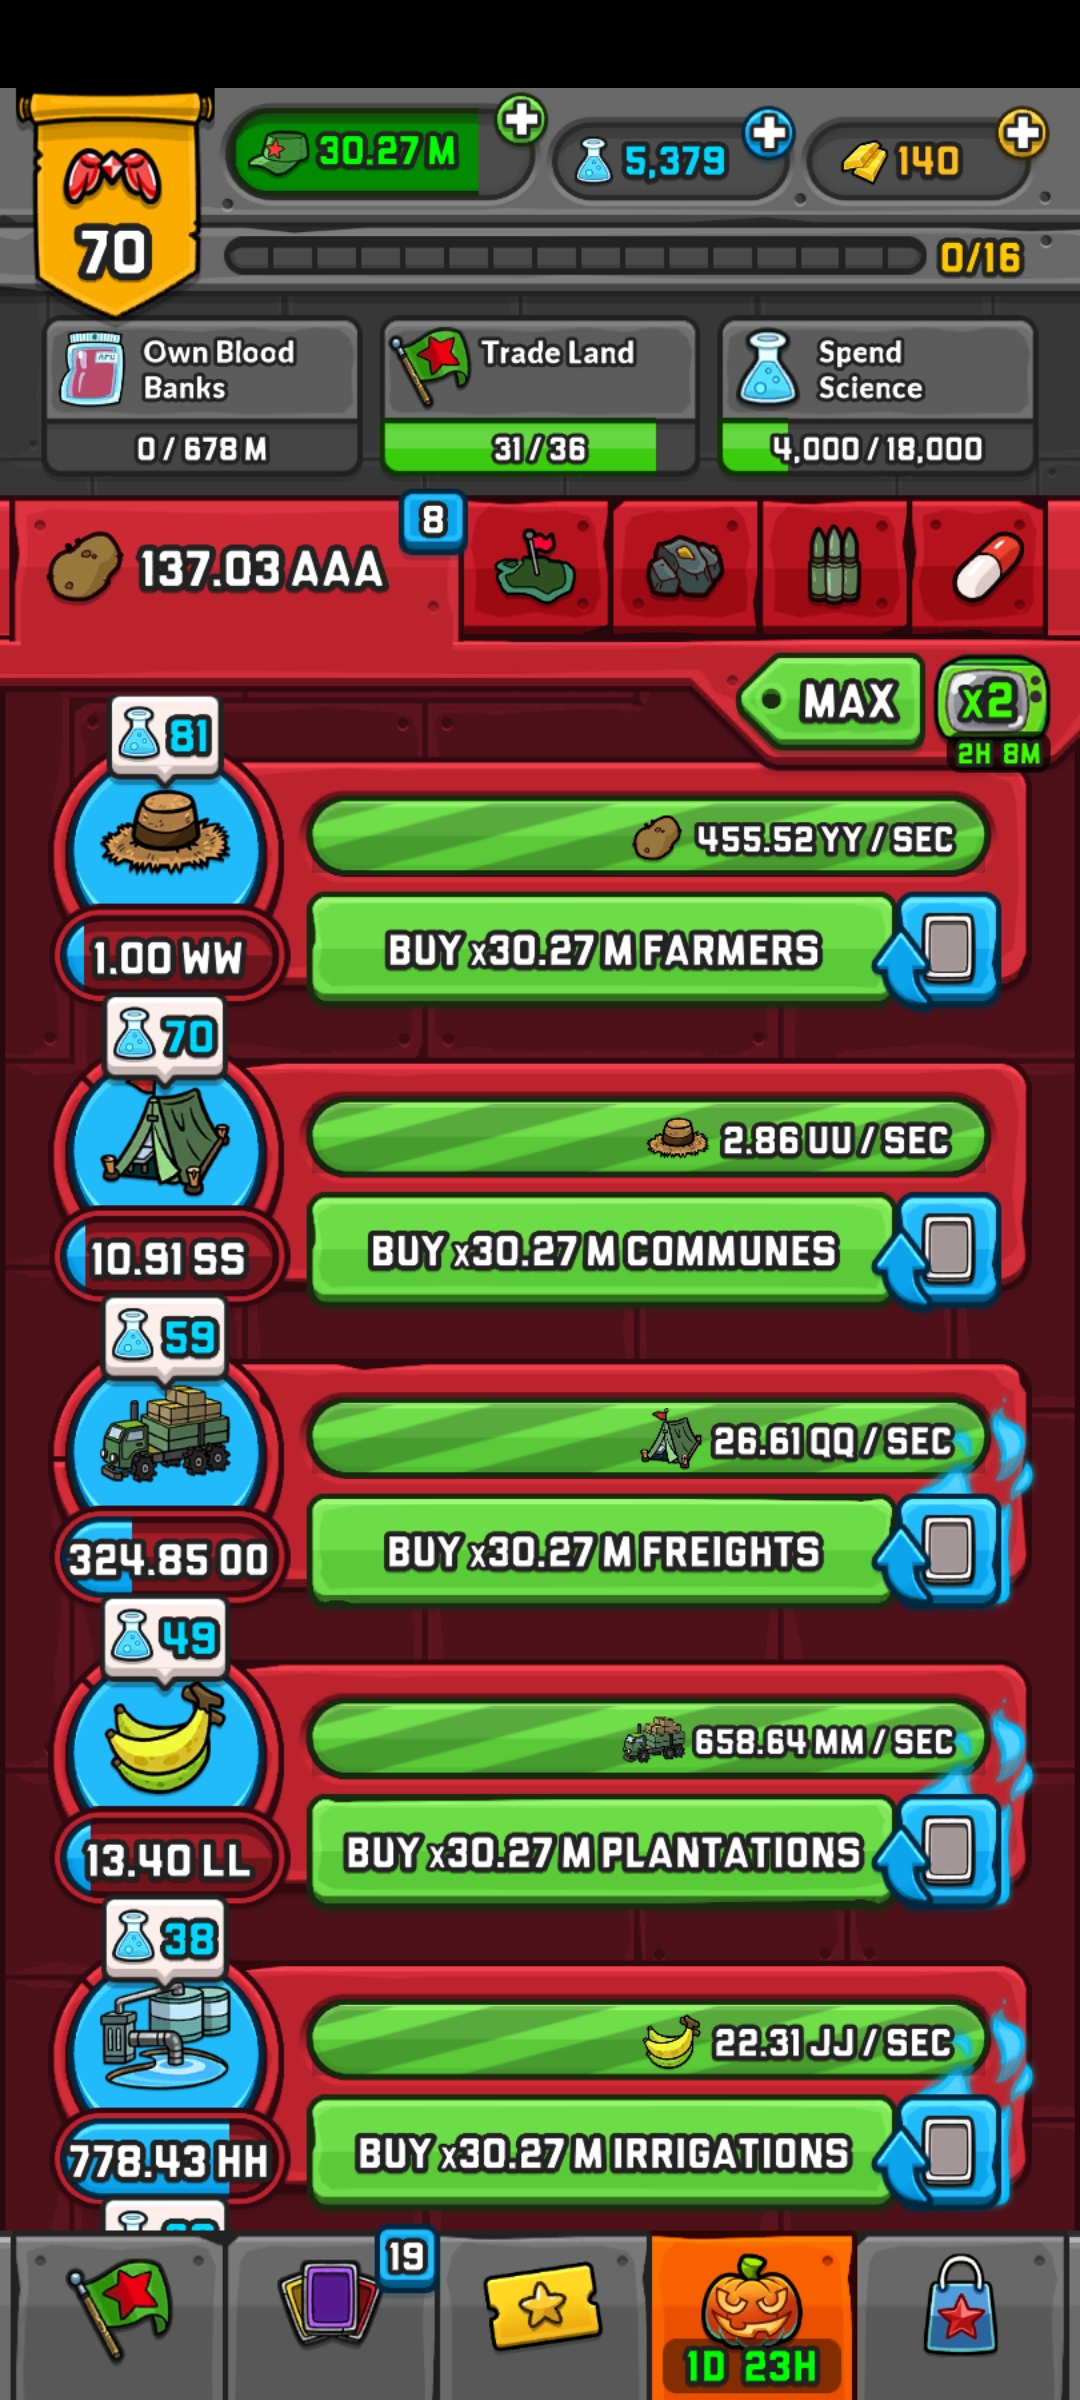 30.27 M
5,379
140
70
0/16
Own Blood
Banks
0 / 678 M
Trade Land
31 / 36
Spend
Science
4,000 / 18,000
137.03 AAA
8
MAX
x2
2H 8M
81
455.52 YY / SEC
BUY x30.27 M FARMERS
1.00 WW
70
2.86 UU / SEC
BUY x30.27 M COMMUNES
10.91 SS
59
26.61 QQ / SEC
BUY x30.27 M FREIGHTS
324.85 OO
49
658.64 MM / SEC
BUY x30.27 M PLANTATIONS
13.40 LL
38
22.31 JJ / SEC
BUY x30.27 M IRRIGATIONS
778.43 HH
19
1D 23H